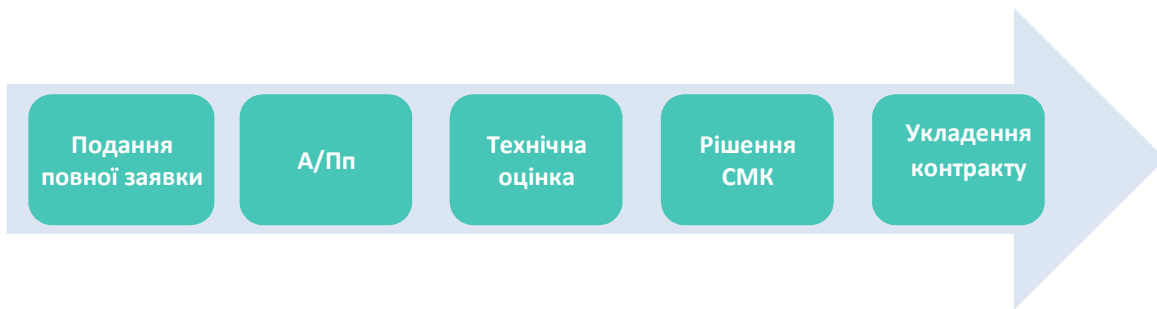 Подання
повної заявки
А/Пп
Технічна
оцінка
Рішення
СМК
Укладення
контракту